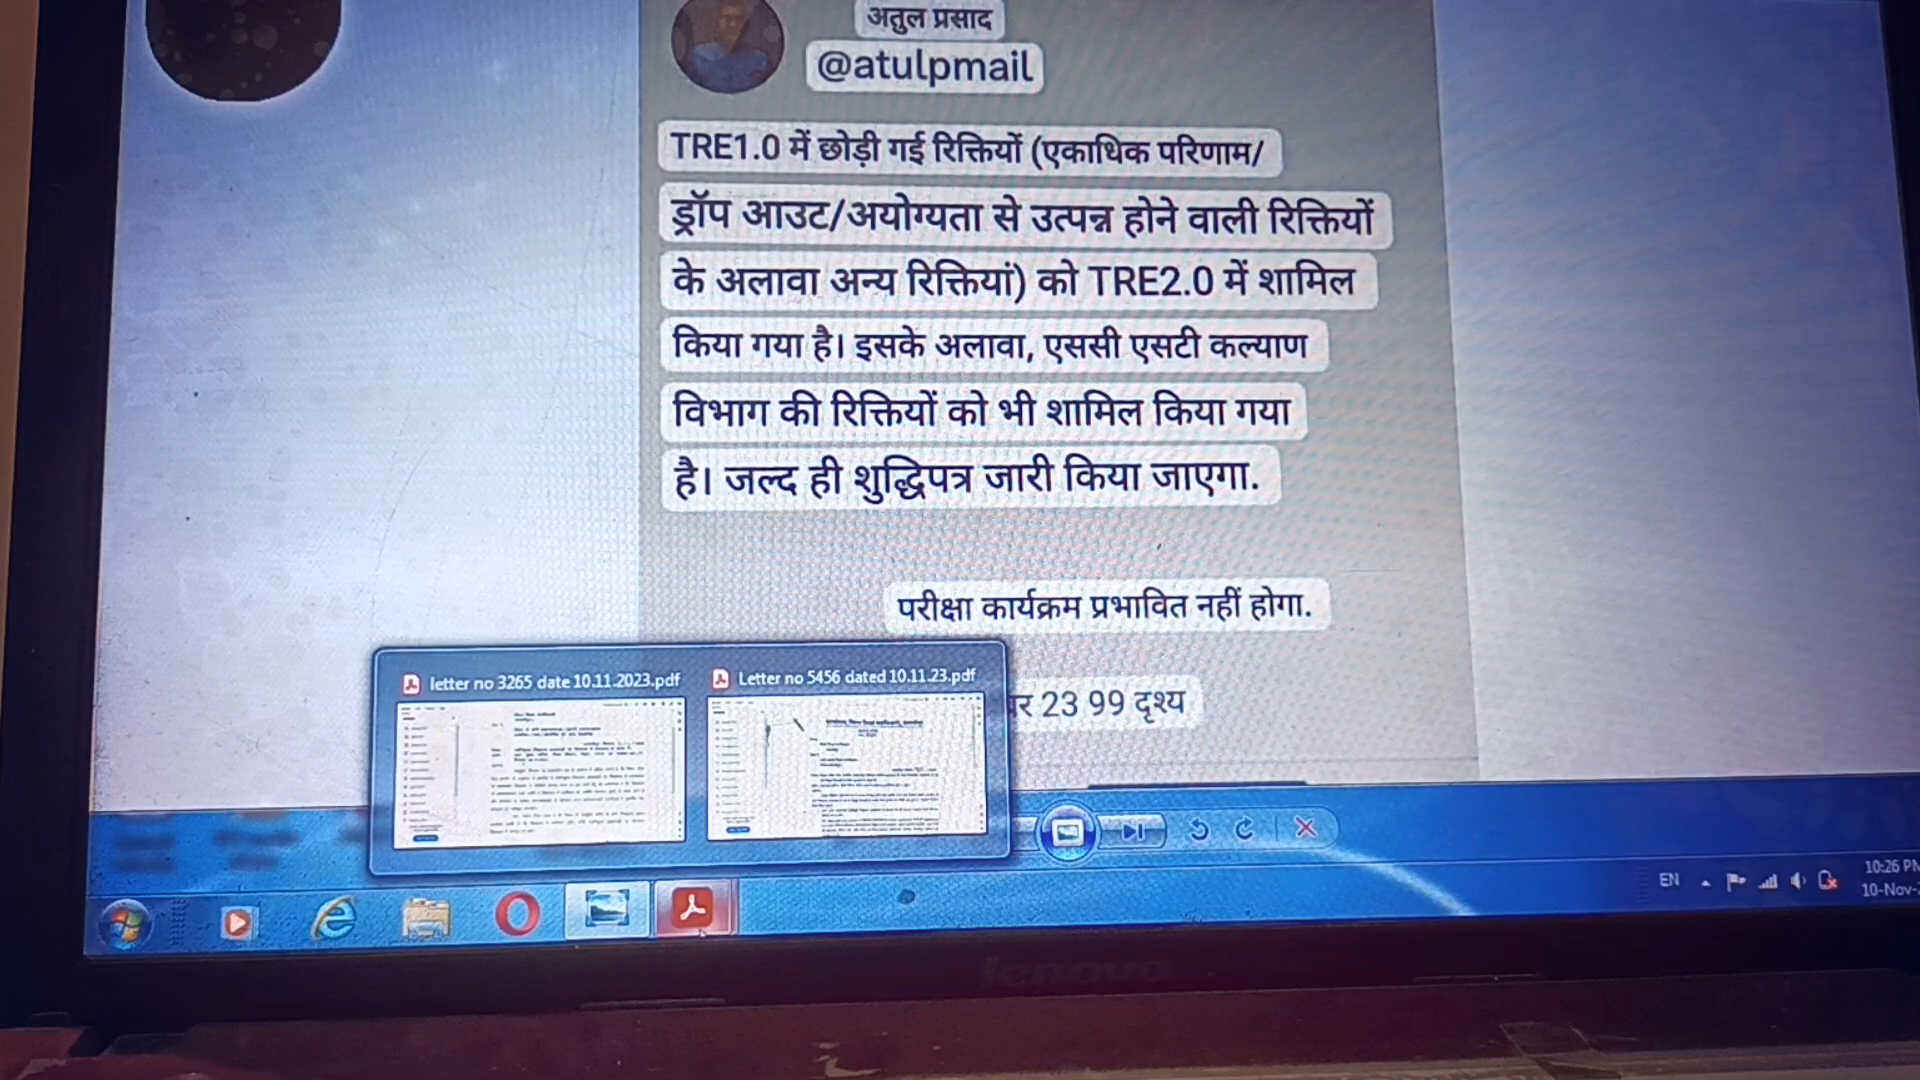 अतुल प्रसाद
@atulpmail
TRE1.0 में छोड़ी गई रिक्तियों (एकाधिक परिणाम/
ड्रॉप आउट/अयोग्यता से उत्पन्न होने वाली रिक्तियों
के अलावा अन्य रिक्तियां) को TRE2.0 में शामिल
किया गया है। इसके अलावा, एससी एसटी कल्याण
विभाग की रिक्तियों को भी शामिल किया गया
है। जल्द ही शुद्धिपत्र जारी किया जाएगा.
परीक्षा कार्यक्रम प्रभावित नहीं होगा.
letter no 3265 date 10.11.2023.pdf
Letter no 5456 dated 10.11.23.pdf
23 99 दृश्य
EN
10:26 PM
10-Nov-
lenovo